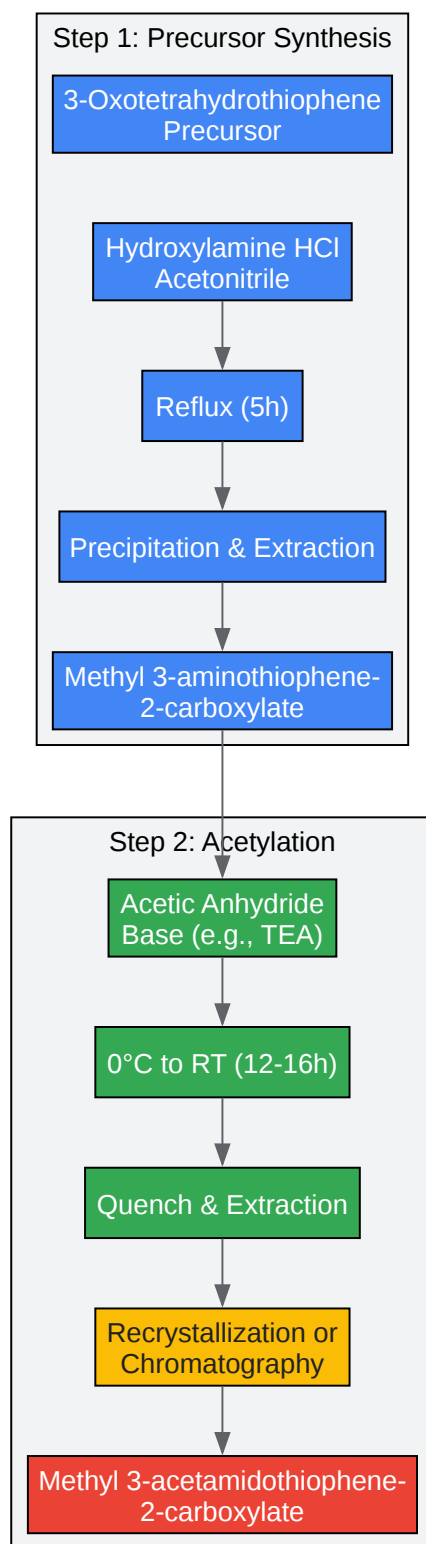 Step 1: Precursor Synthesis
3-Oxotetrahydrothiophene
Precursor
Hydroxylamine HCl
Acetonitrile
Reflux (5h)
Precipitation & Extraction
Methyl 3-aminothiophene-
2-carboxylate
Step 2: Acetylation
Acetic Anhydride
Base (e.g., TEA)
0°C to RT (12-16h)
Quench & Extraction
Recrystallization or
Chromatography
Methyl 3-acetamidothiophene-
2-carboxylate